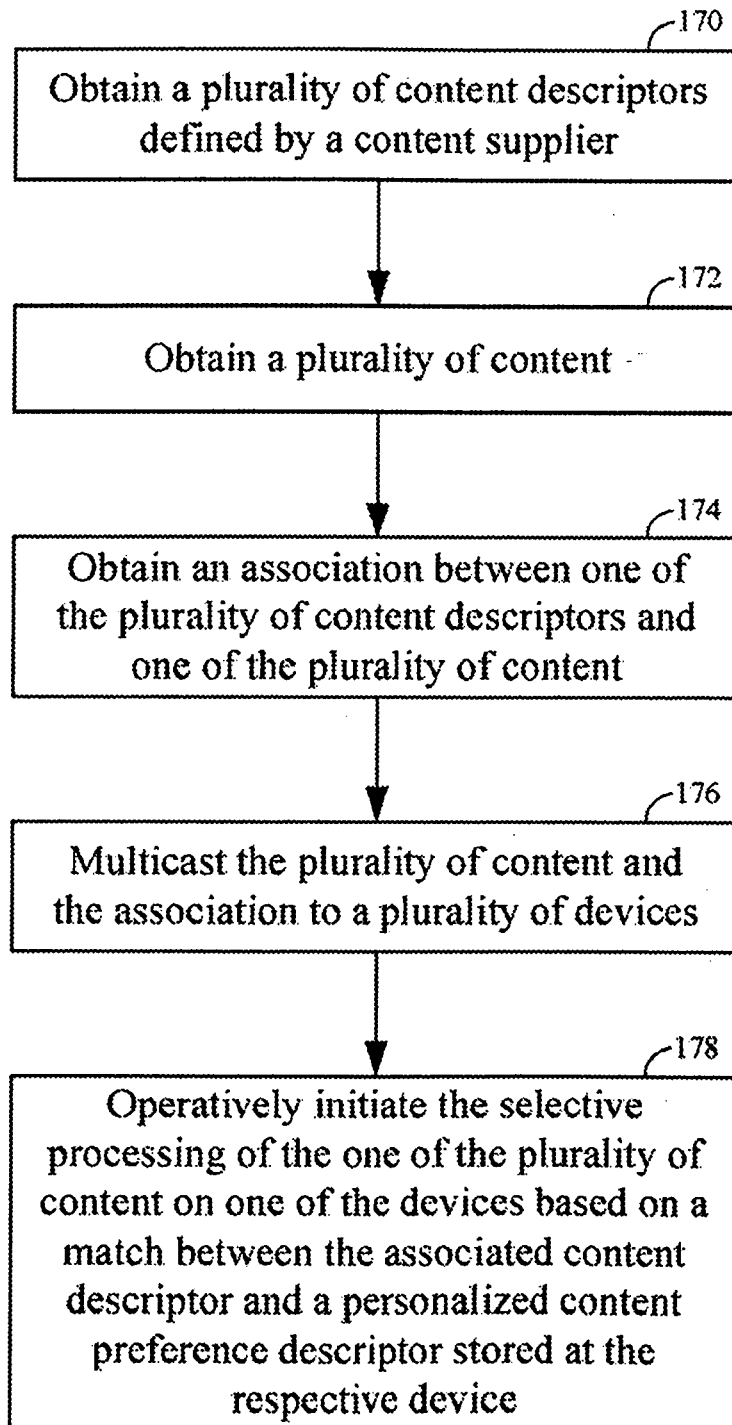 170
Obtain a plurality of content descriptors
defined by a content supplier
172
Obtain a plurality of content
174
Obtain an association between one of
the plurality of content descriptors and
one of the plurality of content
176
Multicast the plurality of content and
the association to a plurality of devices
178
Operatively initiate the selective
processing of the one of the plurality of
content on one of the devices based on a
match between the associated content
descriptor and a personalized content
preference descriptor stored at the
respective device